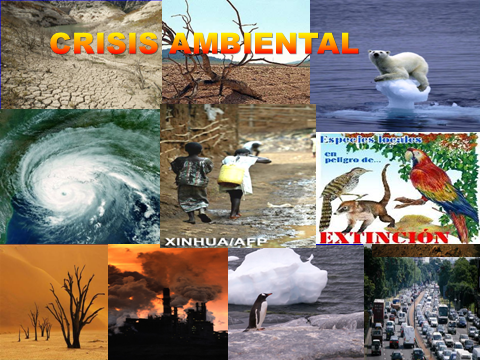 CRISIS AMBIENTAL
Especies locales
en
peligro de...
EXTINCIÓN
XINHUA/AFP